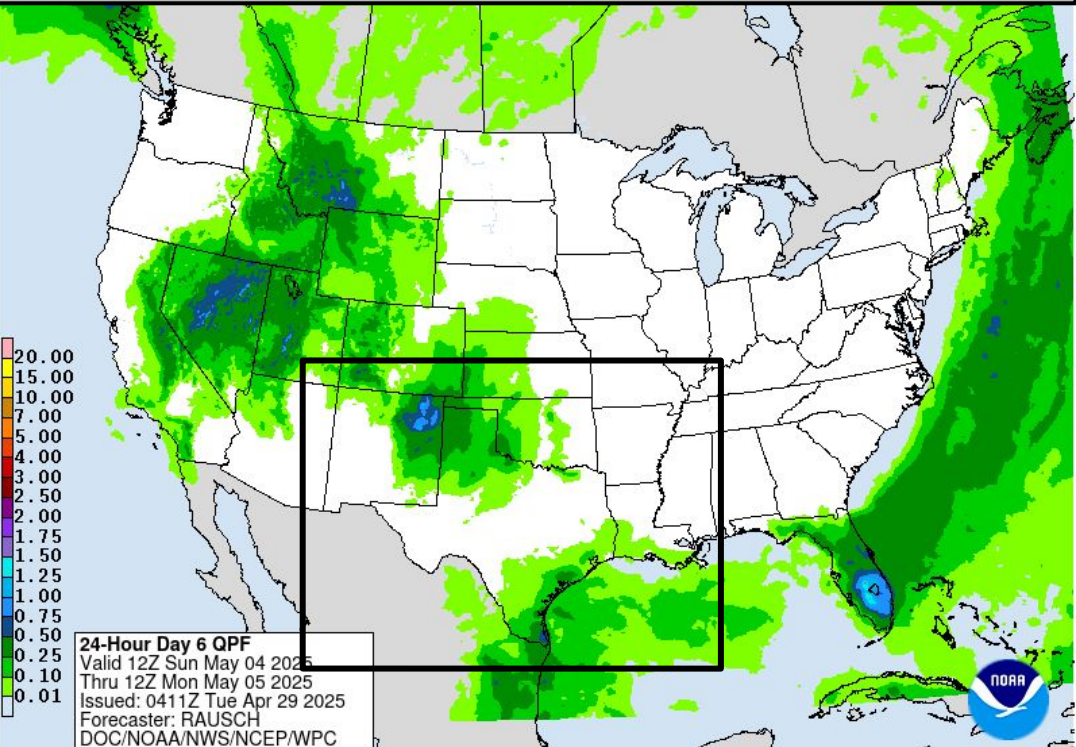 20.00
15.00
10.00
7.00
5.00
4.00
3.00
2.50
2.00
1.75
1.50
1.25
1.00
0.75
0.50
0.25
0.10
0.01
24-Hour Day 6 QPF
Valid 12Z Sun May 04 2025
Thru 12Z Mon May 05 2025
Issued: 0411Z Tue Apr 29 2025
Forecaster: RAUSCH
DOC/NOAA/NWS/NCEP/WPC
NOAA